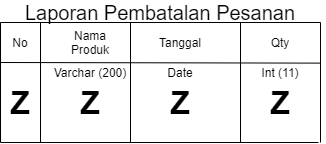 Laporan Pembatalan Pesanan
No Nama Produk Tanggal Qty
Varchar (200) Date Int (11)
Z Z Z Z